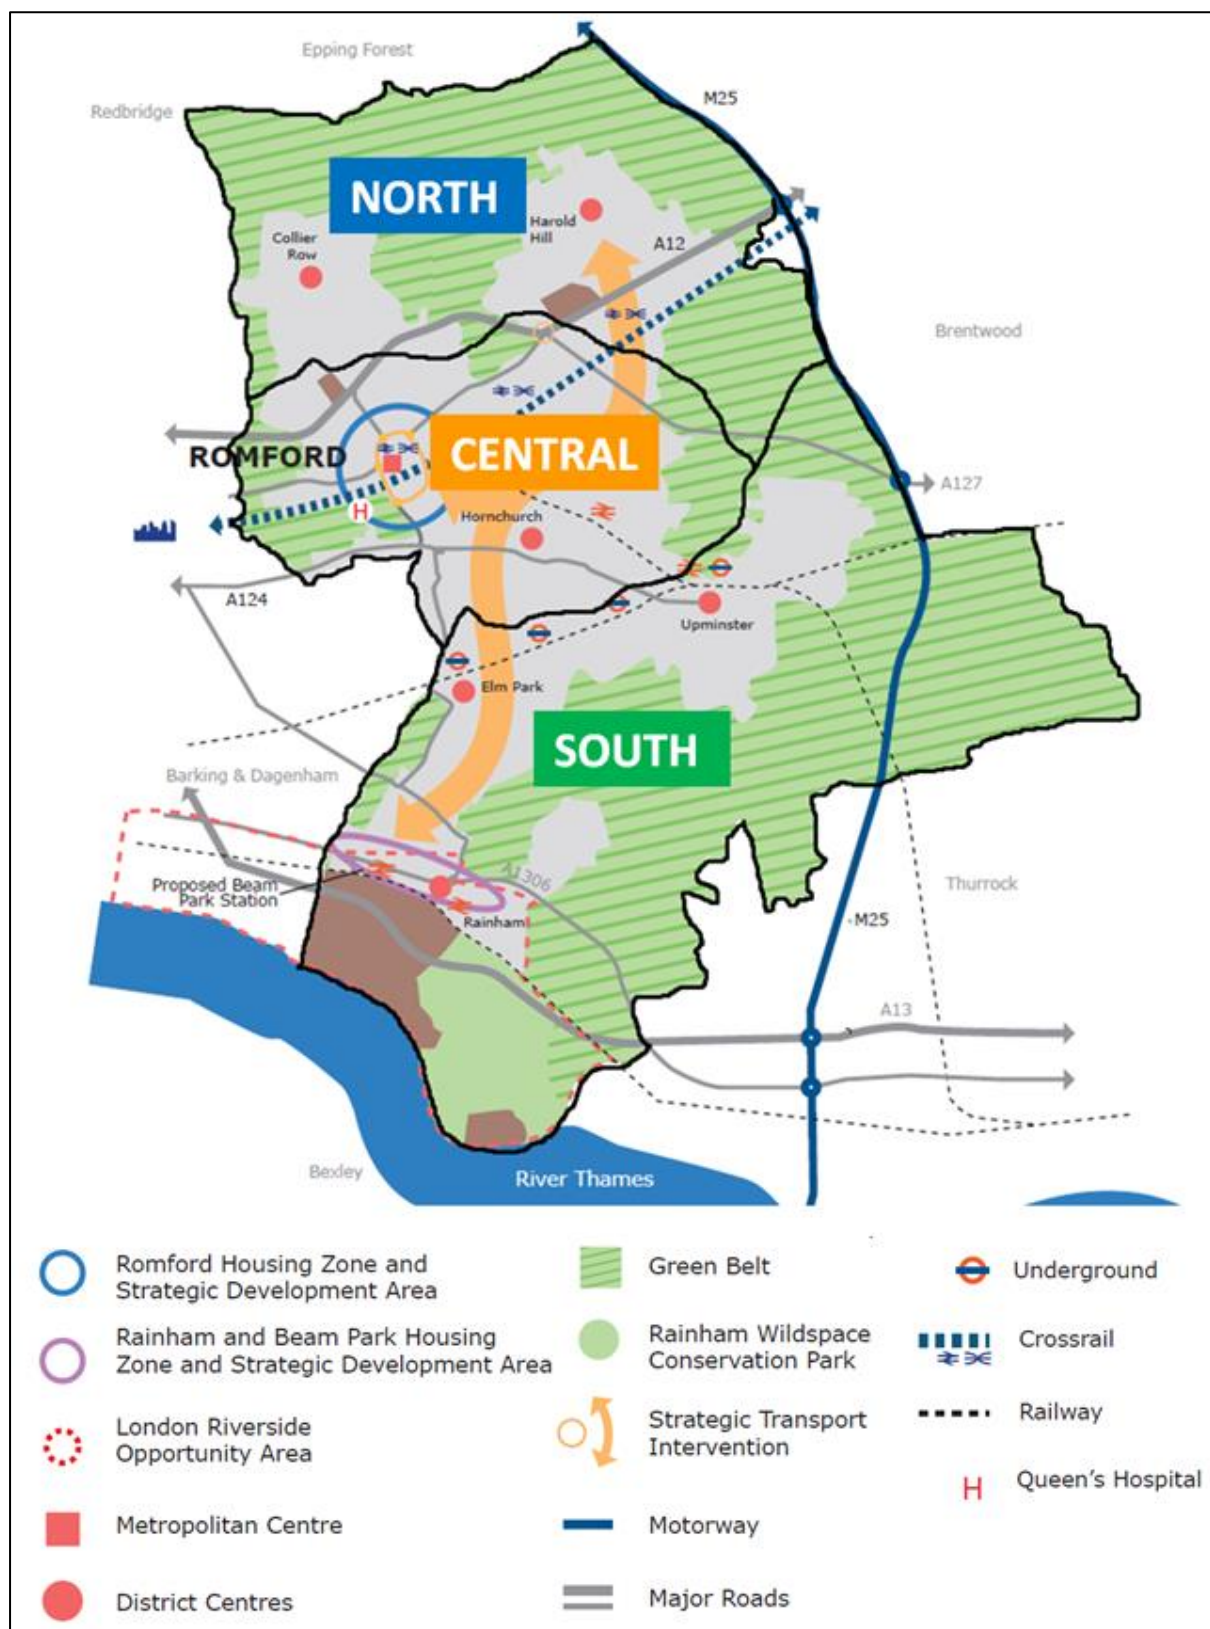 Epping Forest
M25
Redbridge
NORTH
Harold
Hill
Collier
Row
A12
Brentwood
ROMFORD
CENTRAL
A127
H
Hornchurch
A124
Upminster
Elm Park
SOUTH
Barking & Dagenham
A1306
Proposed Beam
Park Station
Thurrock
Rainham
M25
A13
Bexley
River Thames
Romford Housing Zone and
Strategic Development Area
Green Belt
Underground
Rainham and Beam Park Housing
Zone and Strategic Development Area
Rainham Wildspace
Conservation Park
Crossrail
London Riverside
Opportunity Area
Strategic Transport
Intervention
Railway
H
Queen's Hospital
Metropolitan Centre
Motorway
District Centres
Major Roads